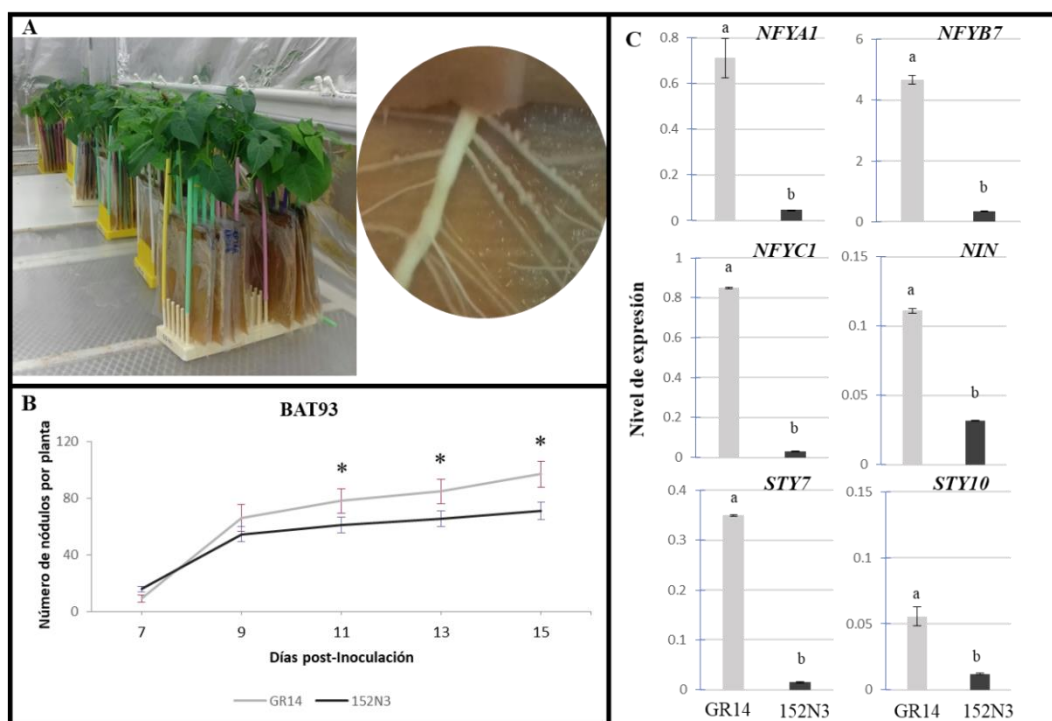 A
B
BAT93
Número de nódulos por planta
120
80
40
0
*
*
*
7
9
11
13
15
Días post-Inoculación
GR14
152N3
C
Nivel de expresión
NFYA1
0.8
0.6
0.4
0.2
0
a
b
NFYB7
6
4
2
0
a
b
NFYC1
1
0.8
0.6
0.4
0.2
0
a
b
NIN
0.15
0.1
0.05
0
a
b
STY7
0.4
0.3
0.2
0.1
0
a
b
GR14
152N3
STY10
0.15
0.1
0.05
0
a
b
GR14
152N3